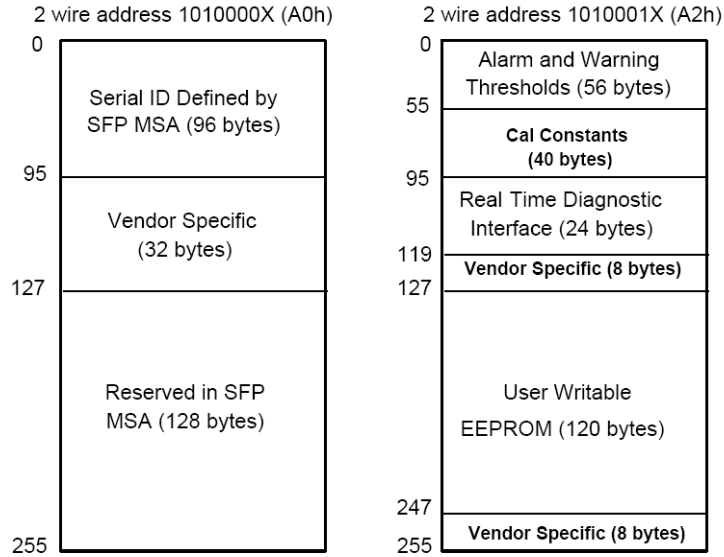 2 wire address 1010000X (A0h)
0
Serial ID Defined by
SFP MSA (96 bytes)
95
Vendor Specific
(32 bytes)
127
Reserved in SFP
MSA (128 bytes)
255
2 wire address 1010001X (A2h)
0
Alarm and Warning
Thresholds (56 bytes)
55
Cal Constants
(40 bytes)
95
Real Time Diagnostic
Interface (24 bytes)
119
Vendor Specific (8 bytes)
127
User Writable
EEPROM (120 bytes)
247
Vendor Specific (8 bytes)
255